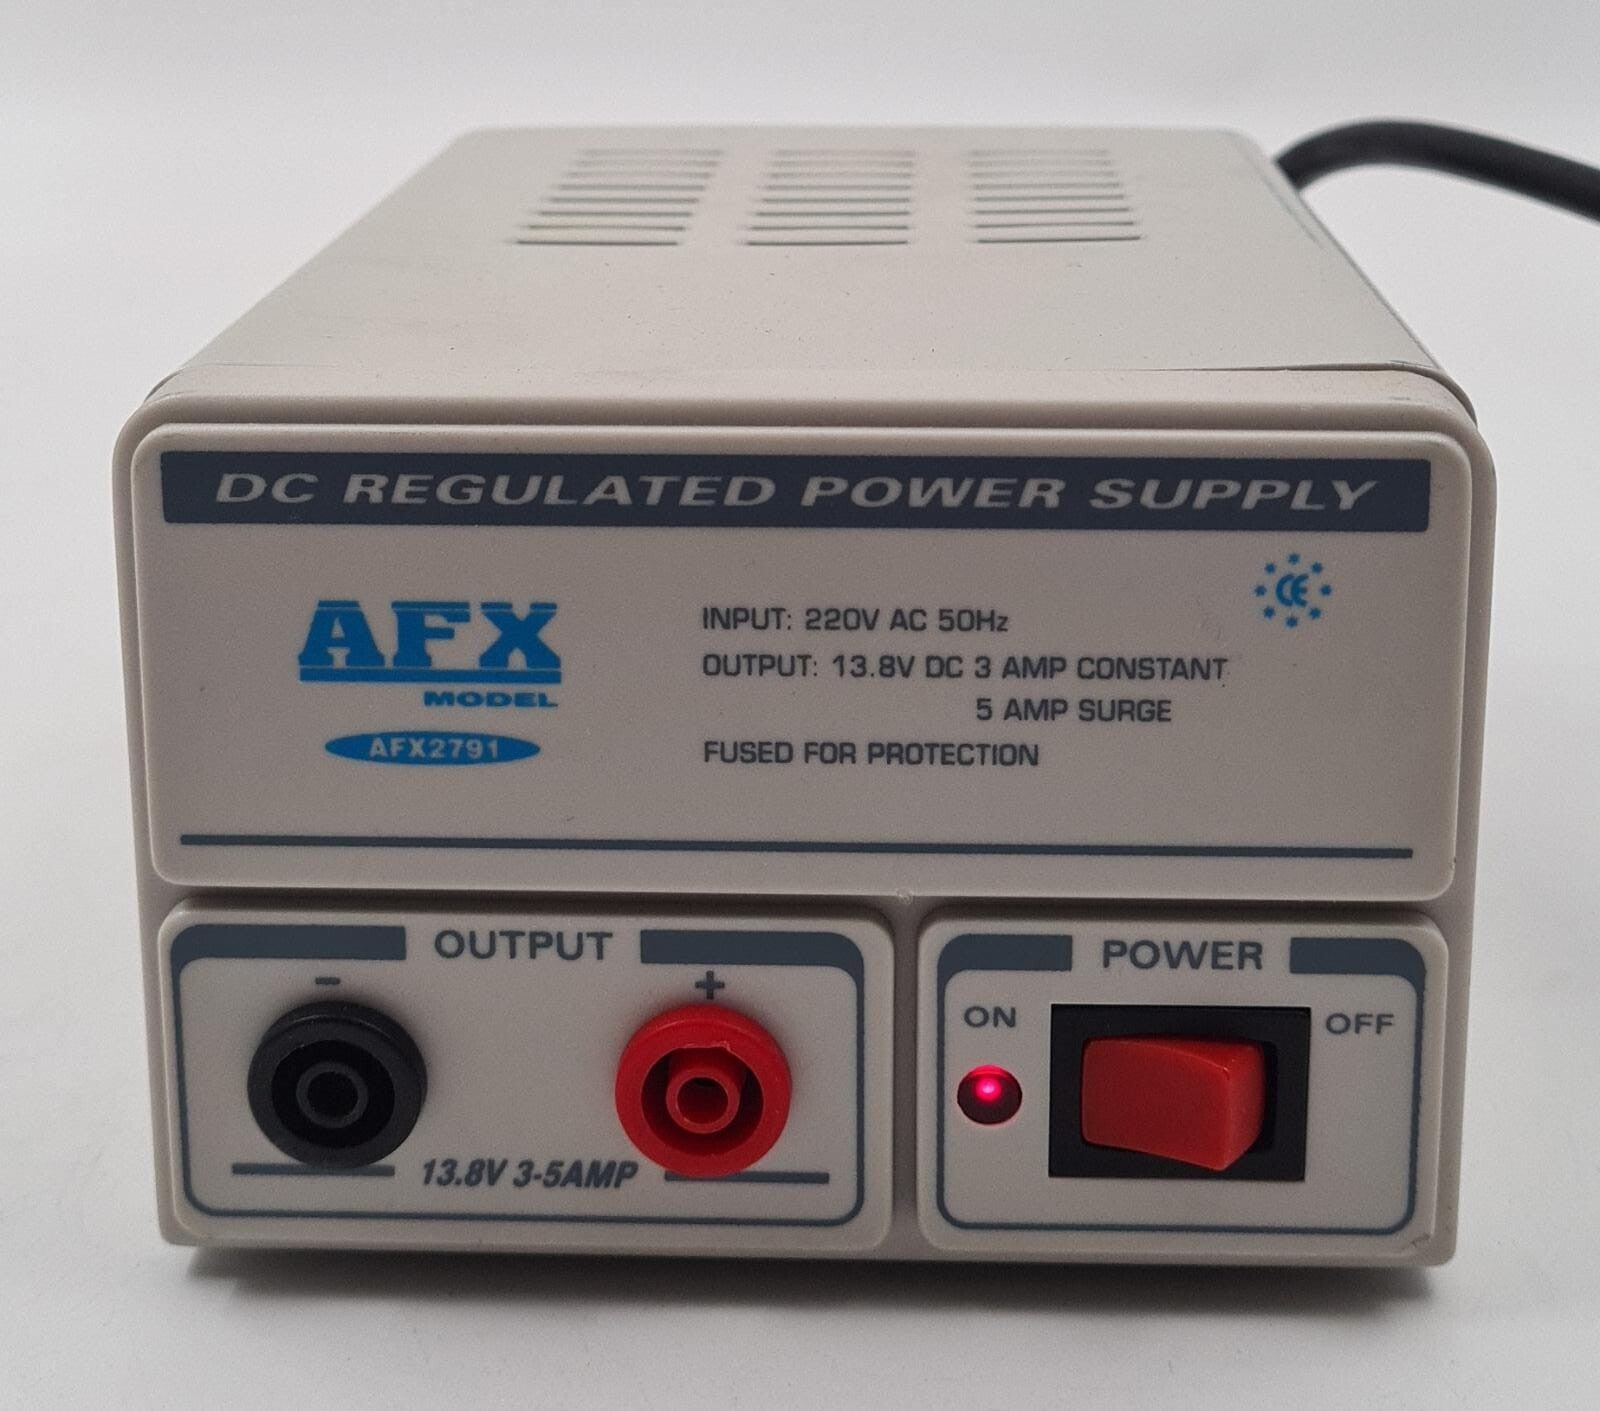 DC REGULATED POWER SUPPLY
CE
AFX
MODEL
AFX2791
INPUT: 220V AC 50Hz
OUTPUT: 13.8V DC 3 AMP CONSTANT
5 AMP SURGE
FUSED FOR PROTECTION
OUTPUT
- +
13.8V 3-5AMP
POWER
ON OFF